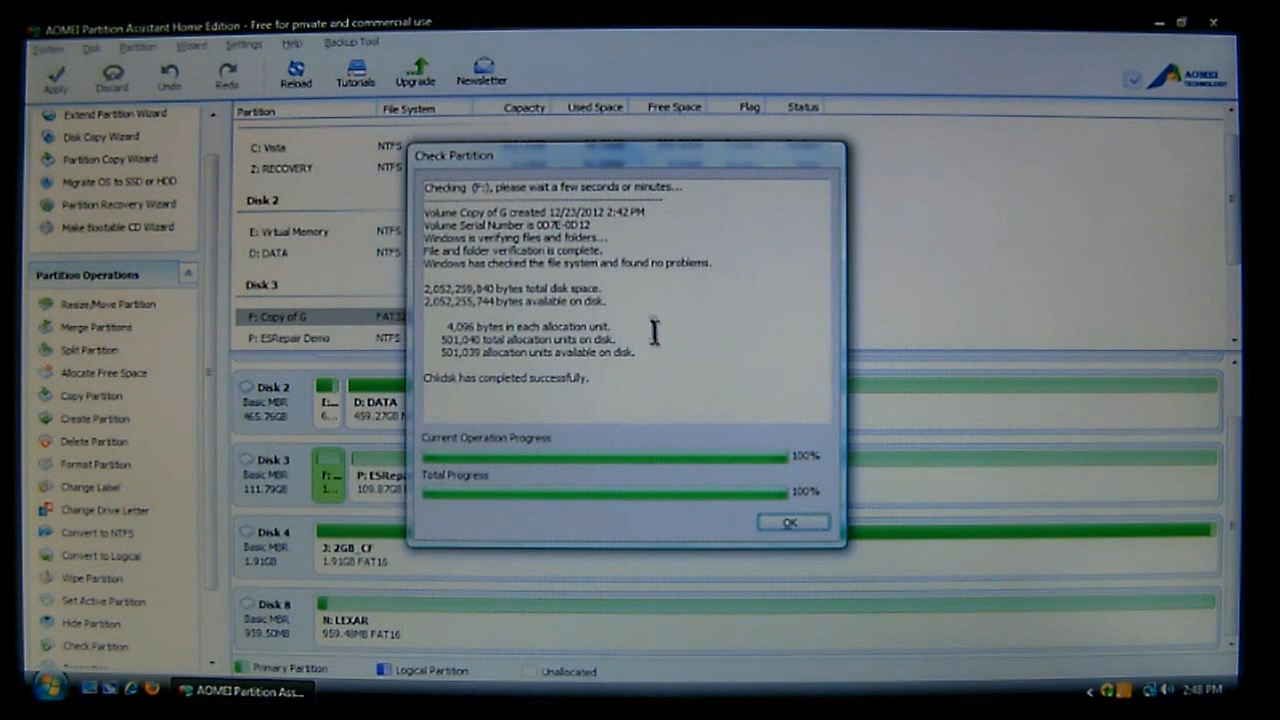 AOMEI Partition Assistant Home Edition - Free for private and commercial use
System Disk Partition Wizard Settings Help Backup Tool
Apply Discard Undo Redo Reload Tutorials Upgrade Newsletter
AOMEI
TECHNOLOGY
Extend Partition Wizard
Disk Copy Wizard
Partition Copy Wizard
Migrate OS to SSD or HDD
Partition Recovery Wizard
Make Bootable CD Wizard
Partition Operations
Resize/Move Partition
Merge Partitions
Split Partition
Allocate Free Space
Copy Partition
Create Partition
Delete Partition
Format Partition
Change Label
Change Drive Letter
Convert to NTFS
Convert to Logical
Wipe Partition
Set Active Partition
Hide Partition
Check Partition
Partition File System Capacity Used Space Free Space Flag Status
C: Vista NTFS
Z: RECOVERY NTFS
Disk 2
E: Virtual Memory NTFS
D: DATA NTFS
Disk 3
F: Copy of G FAT32
P: ESRepair Demo NTFS
Check Partition
Checking (F:), please wait a few seconds or minutes...
Volume Copy of G created 12/23/2012 2:42 PM
Volume Serial Number is 0D7E-0D12
Windows is verifying files and folders...
File and folder verification is complete.
Windows has checked the file system and found no problems.
2,052,259,840 bytes total disk space.
2,052,255,744 bytes available on disk.
4,096 bytes in each allocation unit.
501,040 total allocation units on disk.
501,039 allocation units available on disk.
Chkdsk has completed successfully.
Current Operation Progress
100%
Total Progress
100%
OK
Disk 2
Basic MBR
465.76GB
E:...
6...
D: DATA
459.27GB N
Disk 3
Basic MBR
111.79GB
F:...
1...
P: ESRepai
109.87GB
Disk 4
Basic MBR
1.91GB
J: 2GB_CF
1.91GB FAT16
Disk 8
Basic MBR
959.50MB
N: LEXAR
959.48MB FAT16
Primary Partition Logical Partition Unallocated
AOMEI Partition Ass... 2:48 PM